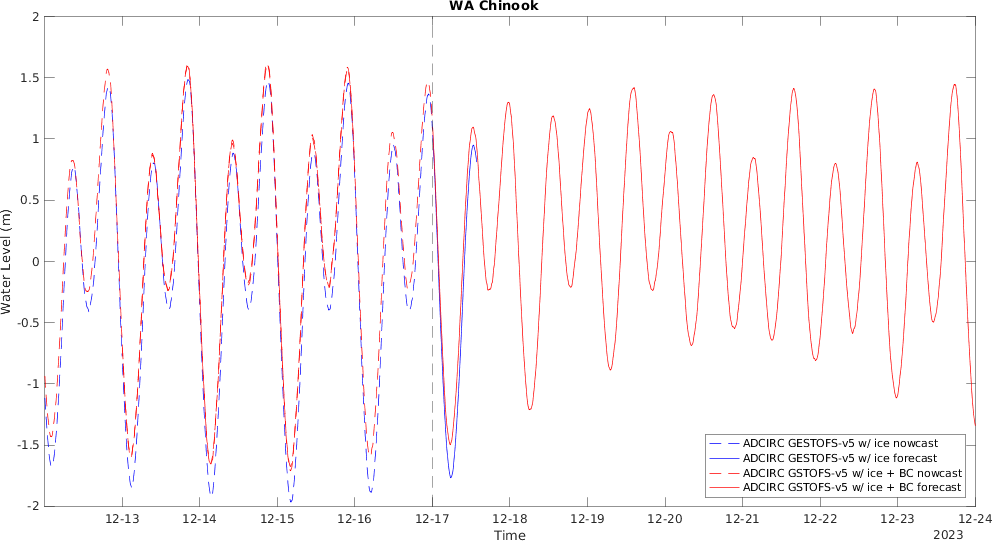 WA Chinook
2
1.5
1
0.5
0
-0.5
-1
-1.5
-2
Water Level (m)
12-13 12-14 12-15 12-16 12-17 12-18 12-19 12-20 12-21 12-22 12-23 12-24
Time
2023
ADCIRC GESTOFS-v5 w/ ice nowcast
ADCIRC GESTOFS-v5 w/ ice forecast
ADCIRC GSTOFS-v5 w/ ice + BC nowcast
ADCIRC GSTOFS-v5 w/ ice + BC forecast